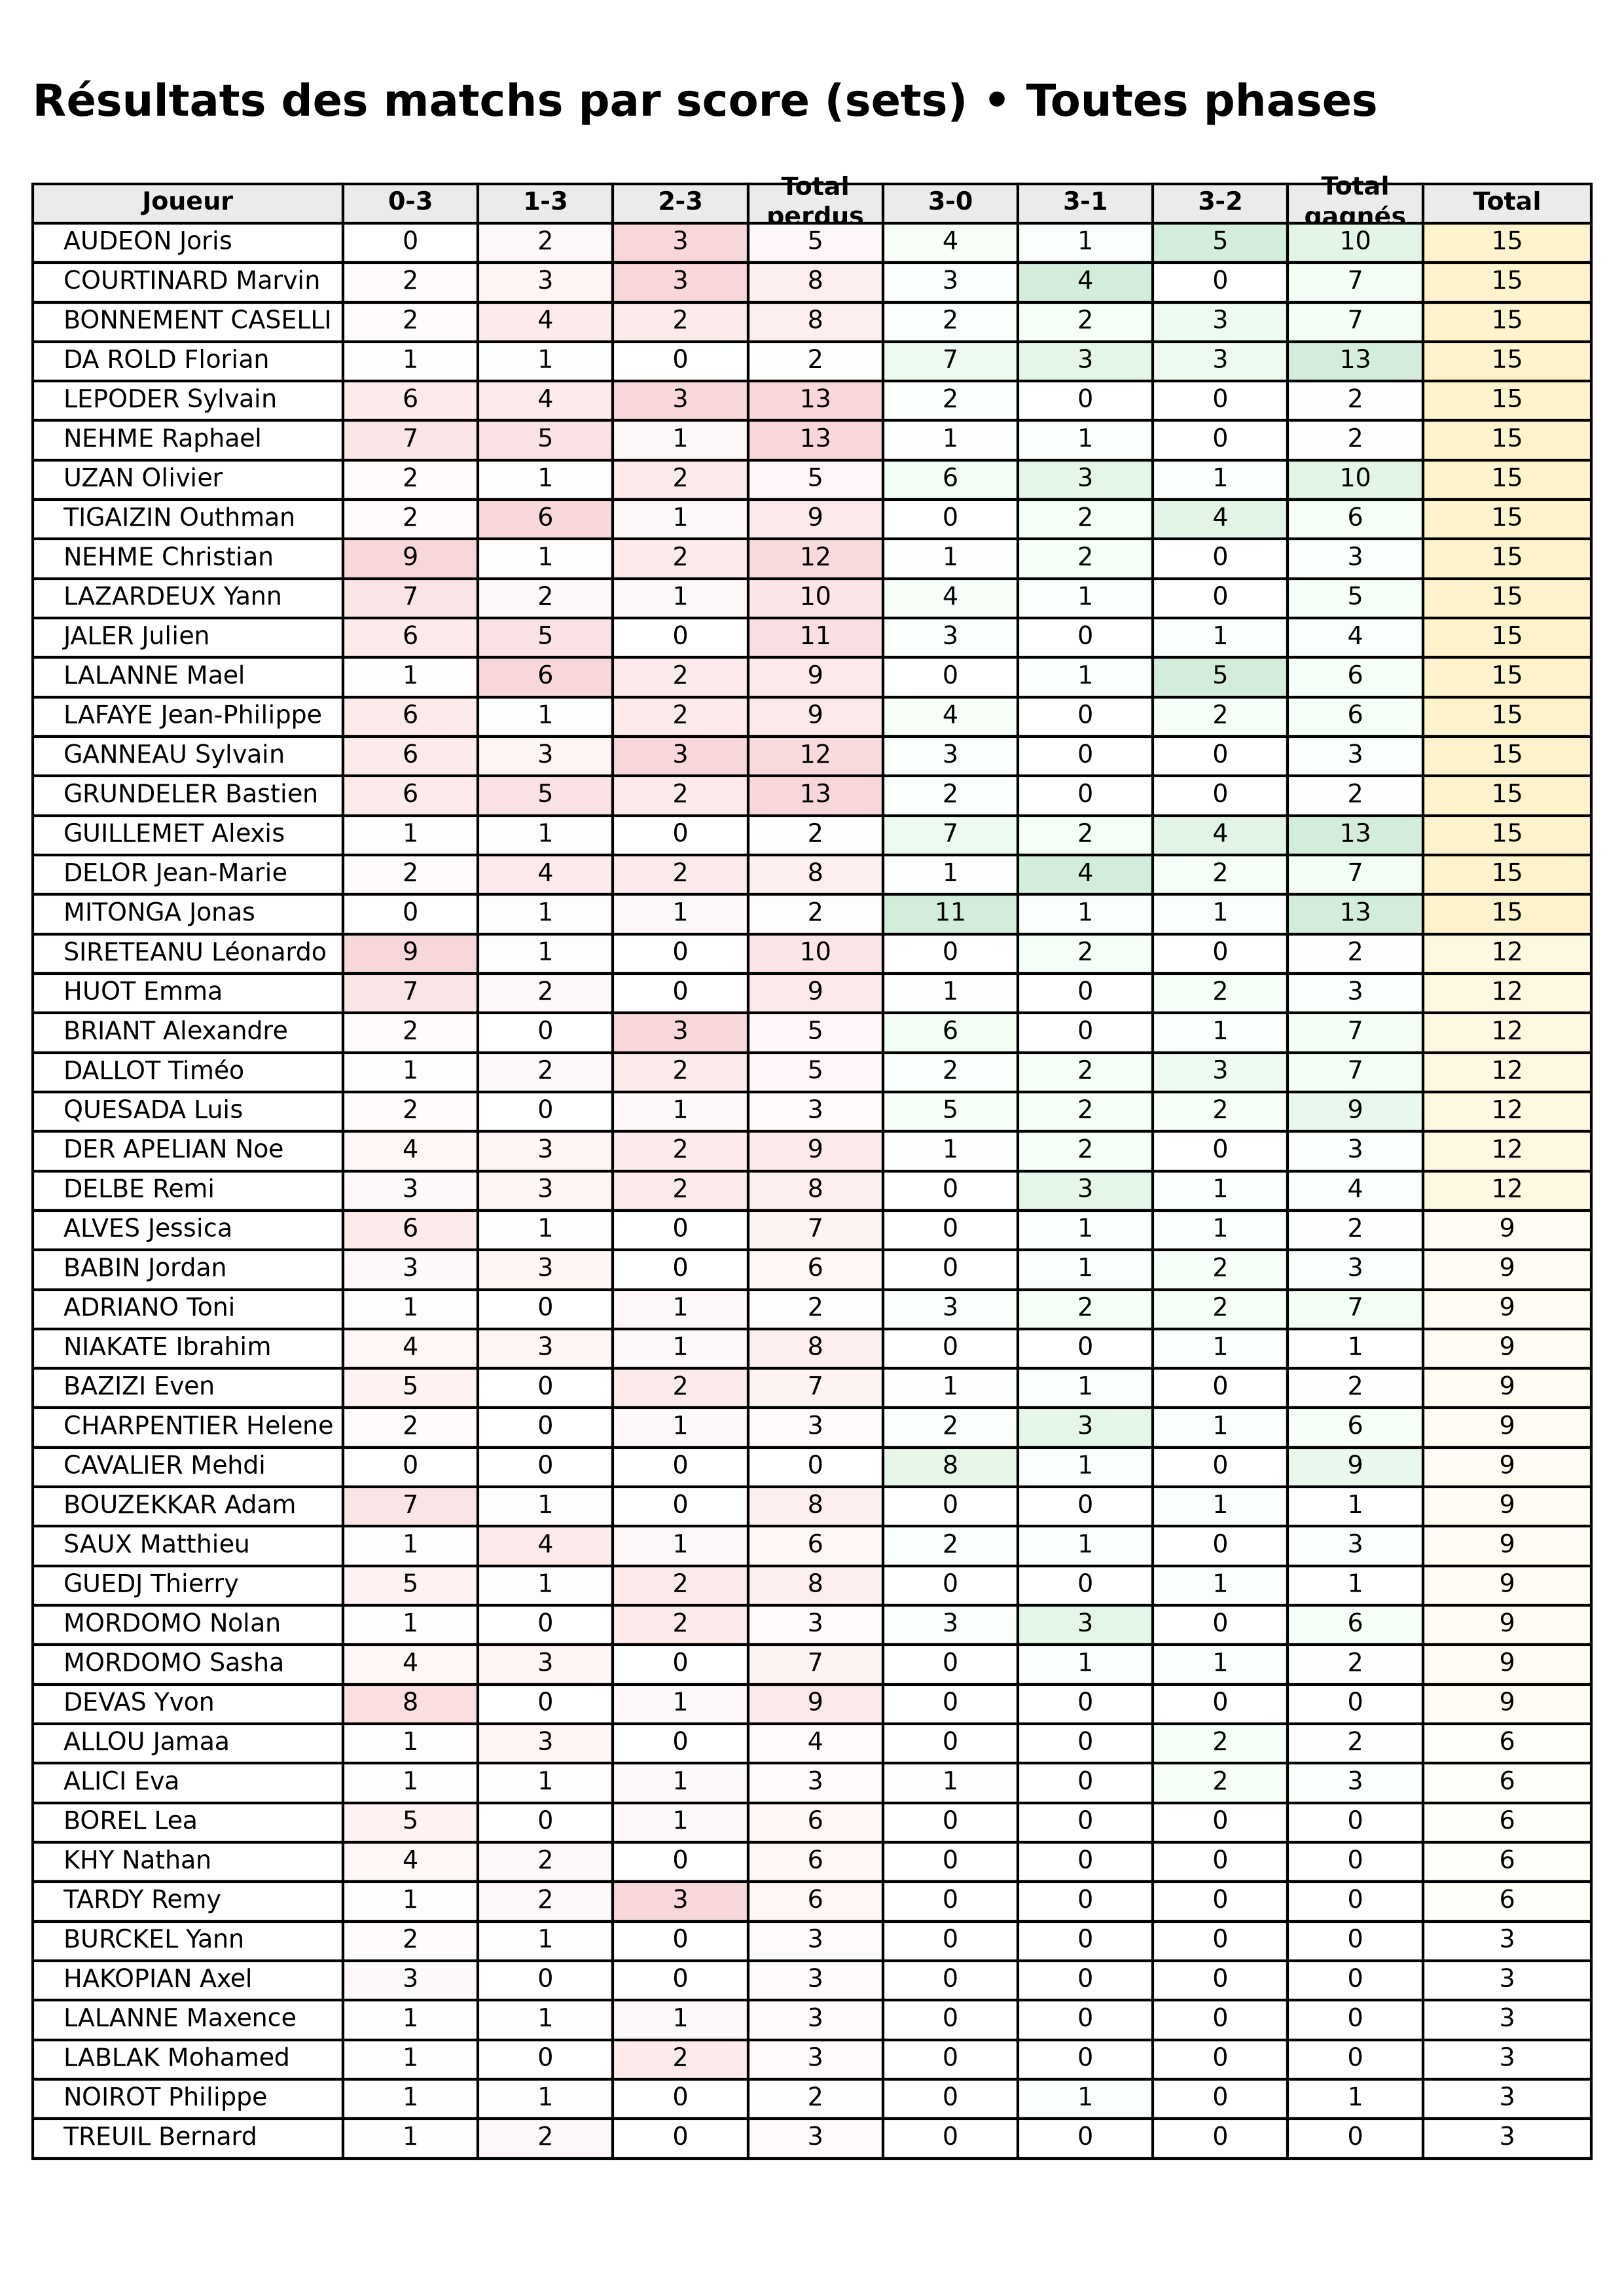 Résultats des matchs par score (sets) • Toutes phases
Joueur 0-3 1-3 2-3 Total perdus 3-0 3-1 3-2 Total gagnés Total
AUDEON Joris 0 2 3 5 4 1 5 10 15
COURTINARD Marvin 2 3 3 8 3 4 0 7 15
BONNEMENT CASELLI 2 4 2 8 2 2 3 7 15
DA ROLD Florian 1 1 0 2 7 3 3 13 15
LEPODER Sylvain 6 4 3 13 2 0 0 2 15
NEHME Raphael 7 5 1 13 1 1 0 2 15
UZAN Olivier 2 1 2 5 6 3 1 10 15
TIGAIZIN Outhman 2 6 1 9 0 2 4 6 15
NEHME Christian 9 1 2 12 1 2 0 3 15
LAZARDEUX Yann 7 2 1 10 4 1 0 5 15
JALER Julien 6 5 0 11 3 0 1 4 15
LALANNE Mael 1 6 2 9 0 1 5 6 15
LAFAYE Jean-Philippe 6 1 2 9 4 0 2 6 15
GANNEAU Sylvain 6 3 3 12 3 0 0 3 15
GRUNDELER Bastien 6 5 2 13 2 0 0 2 15
GUILLEMET Alexis 1 1 0 2 7 2 4 13 15
DELOR Jean-Marie 2 4 2 8 1 4 2 7 15
MITONGA Jonas 0 1 1 2 11 1 1 13 15
SIRETEANU Léonardo 9 1 0 10 0 2 0 2 12
HUOT Emma 7 2 0 9 1 0 2 3 12
BRIANT Alexandre 2 0 3 5 6 0 1 7 12
DALLOT Timéo 1 2 2 5 2 2 3 7 12
QUESADA Luis 2 0 1 3 5 2 2 9 12
DER APELIAN Noe 4 3 2 9 1 2 0 3 12
DELBE Remi 3 3 2 8 0 3 1 4 12
ALVES Jessica 6 1 0 7 0 1 1 2 9
BABIN Jordan 3 3 0 6 0 1 2 3 9
ADRIANO Toni 1 0 1 2 3 2 2 7 9
NIAKATE Ibrahim 4 3 1 8 0 0 1 1 9
BAZIZI Even 5 0 2 7 1 1 0 2 9
CHARPENTIER Helene 2 0 1 3 2 3 1 6 9
CAVALIER Mehdi 0 0 0 0 8 1 0 9 9
BOUZEKKAR Adam 7 1 0 8 0 0 1 1 9
SAUX Matthieu 1 4 1 6 2 1 0 3 9
GUEDJ Thierry 5 1 2 8 0 0 1 1 9
MORDOMO Nolan 1 0 2 3 3 3 0 6 9
MORDOMO Sasha 4 3 0 7 0 1 1 2 9
DEVAS Yvon 8 0 1 9 0 0 0 0 9
ALLOU Jamaa 1 3 0 4 0 0 2 2 6
ALICI Eva 1 1 1 3 1 0 2 3 6
BOREL Lea 5 0 1 6 0 0 0 0 6
KHY Nathan 4 2 0 6 0 0 0 0 6
TARDY Remy 1 2 3 6 0 0 0 0 6
BURCKEL Yann 2 1 0 3 0 0 0 0 3
HAKOPIAN Axel 3 0 0 3 0 0 0 0 3
LALANNE Maxence 1 1 1 3 0 0 0 0 3
LABLAK Mohamed 1 0 2 3 0 0 0 0 3
NOIROT Philippe 1 1 0 2 0 1 0 1 3
TREUIL Bernard 1 2 0 3 0 0 0 0 3